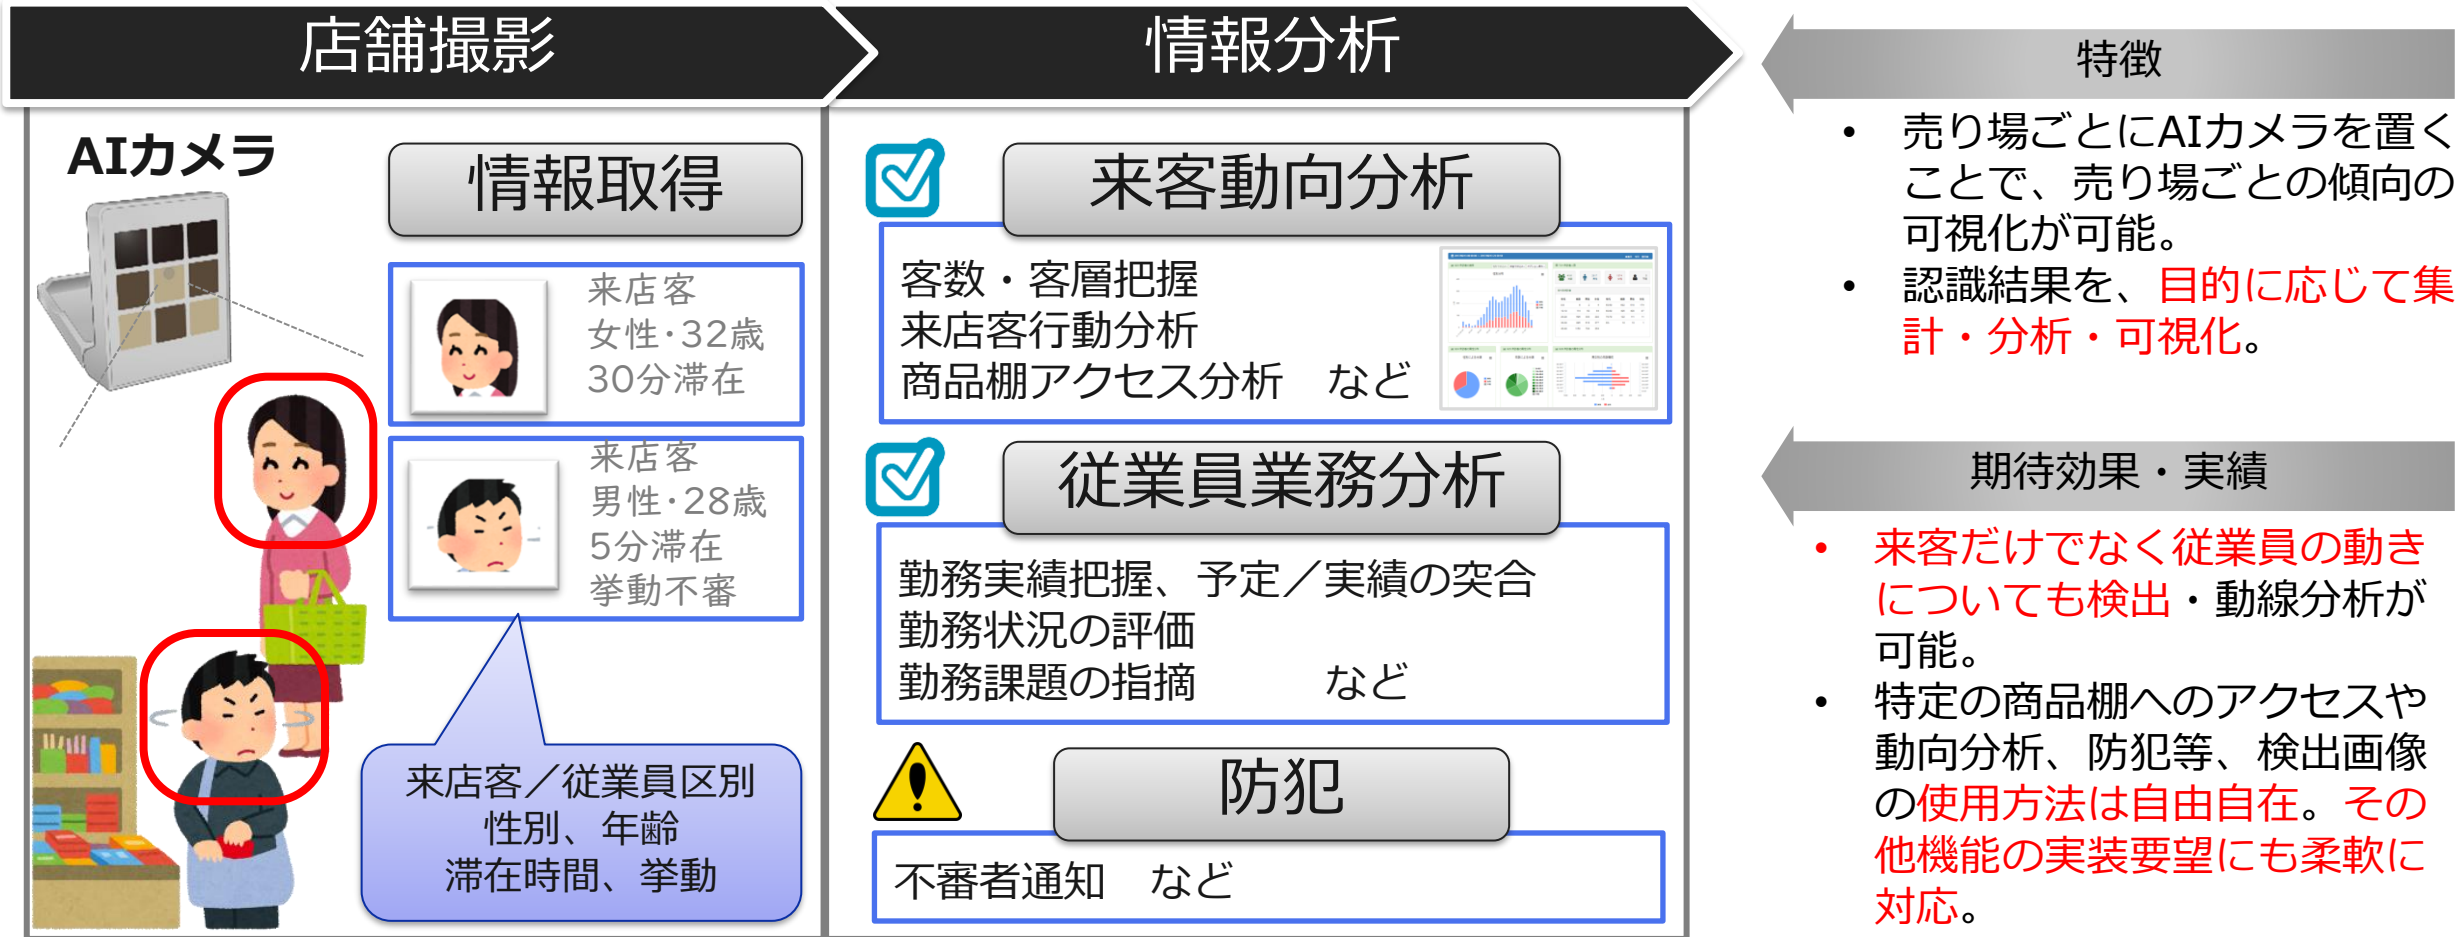 店舗撮影
情報分析
AIカメラ
情報取得
来店客
女性・32歳
30分滞在
来店客
男性・28歳
5分滞在
挙動不審
来店客／従業員区別
性別、年齢
滞在時間、挙動
来客動向分析
客数・客層把握
来店客行動分析
商品棚アクセス分析　など
従業員業務分析
勤務実績把握、予定／実績の突合
勤務状況の評価
勤務課題の指摘　　　など
防犯
不審者通知　など
特徴
• 売り場ごとにAIカメラを置く
ことで、売り場ごとの傾向の
可視化が可能。
• 認識結果を、目的に応じて集
計・分析・可視化。
期待効果・実績
• 来客だけでなく従業員の動き
についても検出・動線分析が
可能。
• 特定の商品棚へのアクセスや
動向分析、防犯等、検出画像
の使用方法は自由自在。その
他機能の実装要望にも柔軟に
対応。